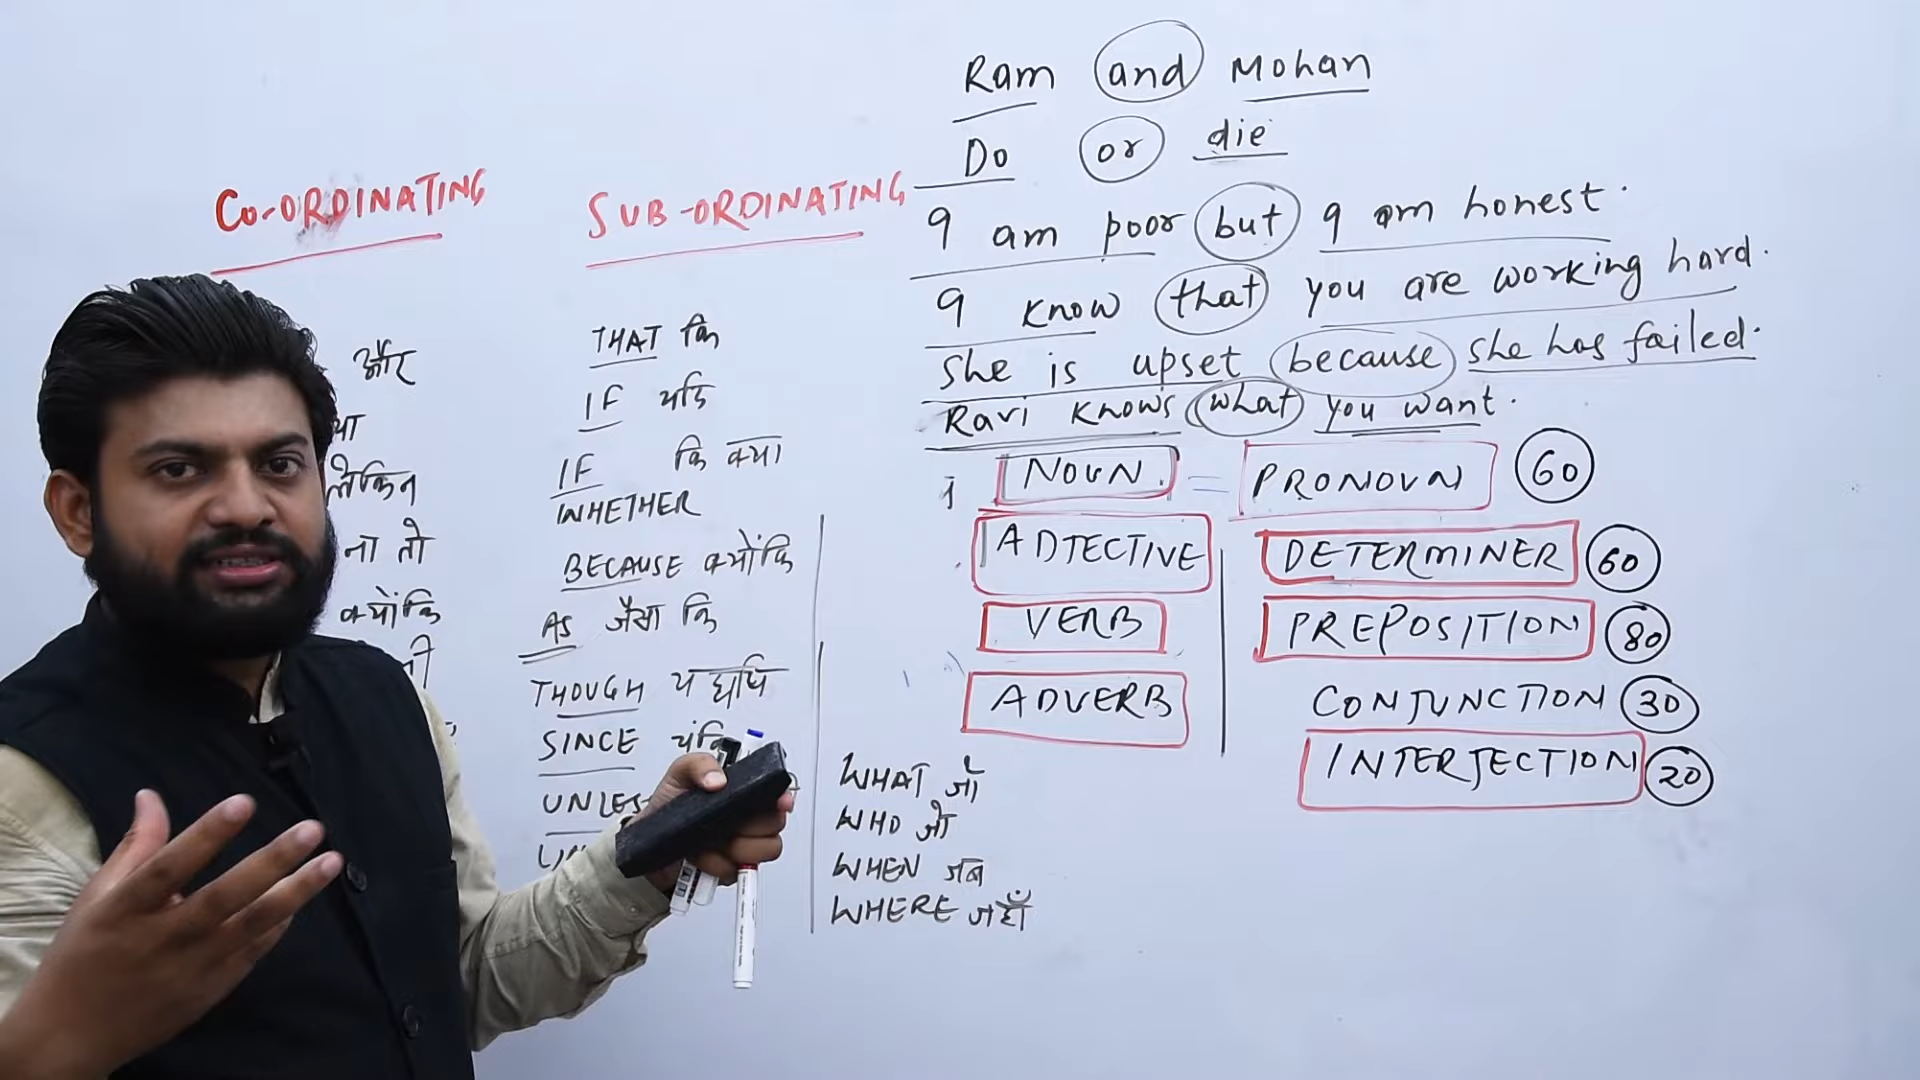 CO-ORDINATING
और
या
लेकिन
ना तो
क्योंकि
SUB-ORDINATING
THAT कि
IF यदि
IF कि क्या
WHETHER
BECAUSE क्योंकि
AS जैसा कि
THOUGH यद्यपि
SINCE चूंकि
UNLES
WHAT जो
WHO जो
WHEN जब
WHERE जहाँ
Ram and Mohan
Do or die
9 am poor but 9 am honest.
9 know that you are working hard.
She is upset because she has failed.
Ravi knows what you want.
NOUN. = PRONOUN 60
ADJECTIVE DETERMINER 60
VERB PREPOSITION 80
ADVERB CONJUNCTION 30
INTERJECTION 20